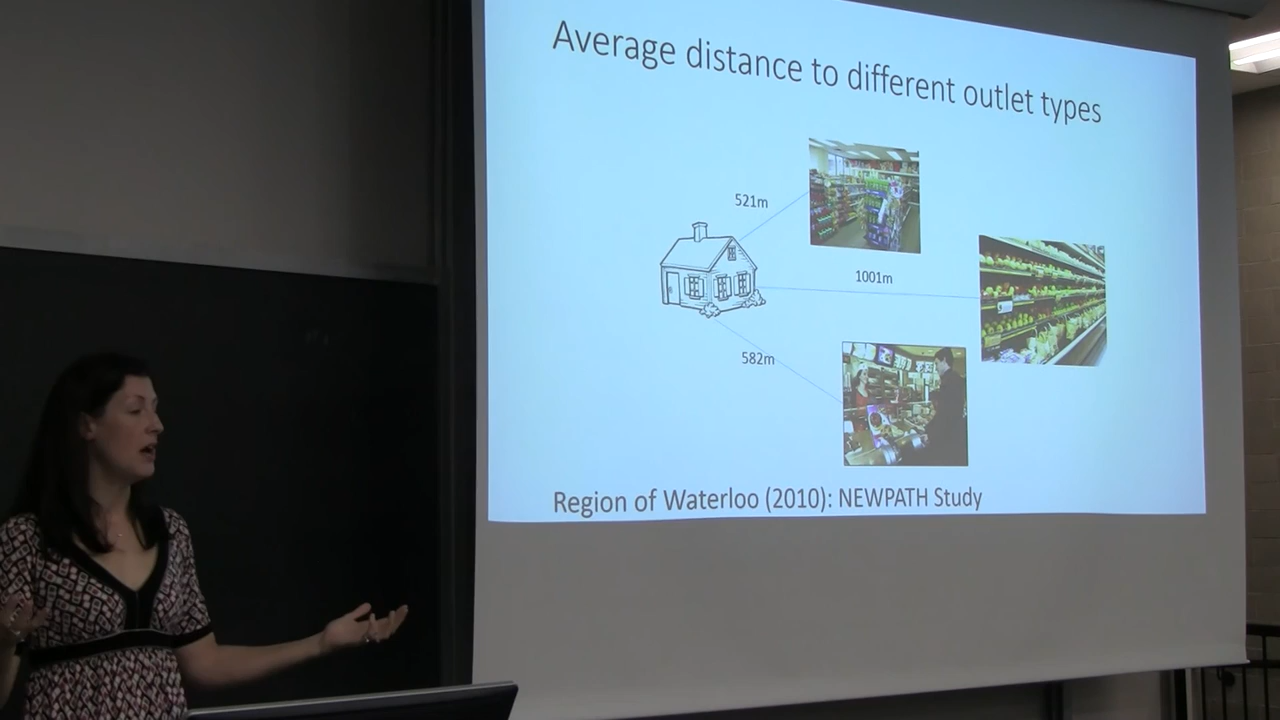 Average distance to different outlet types
521m
1001m
582m
Region of Waterloo (2010): NEWPATH Study